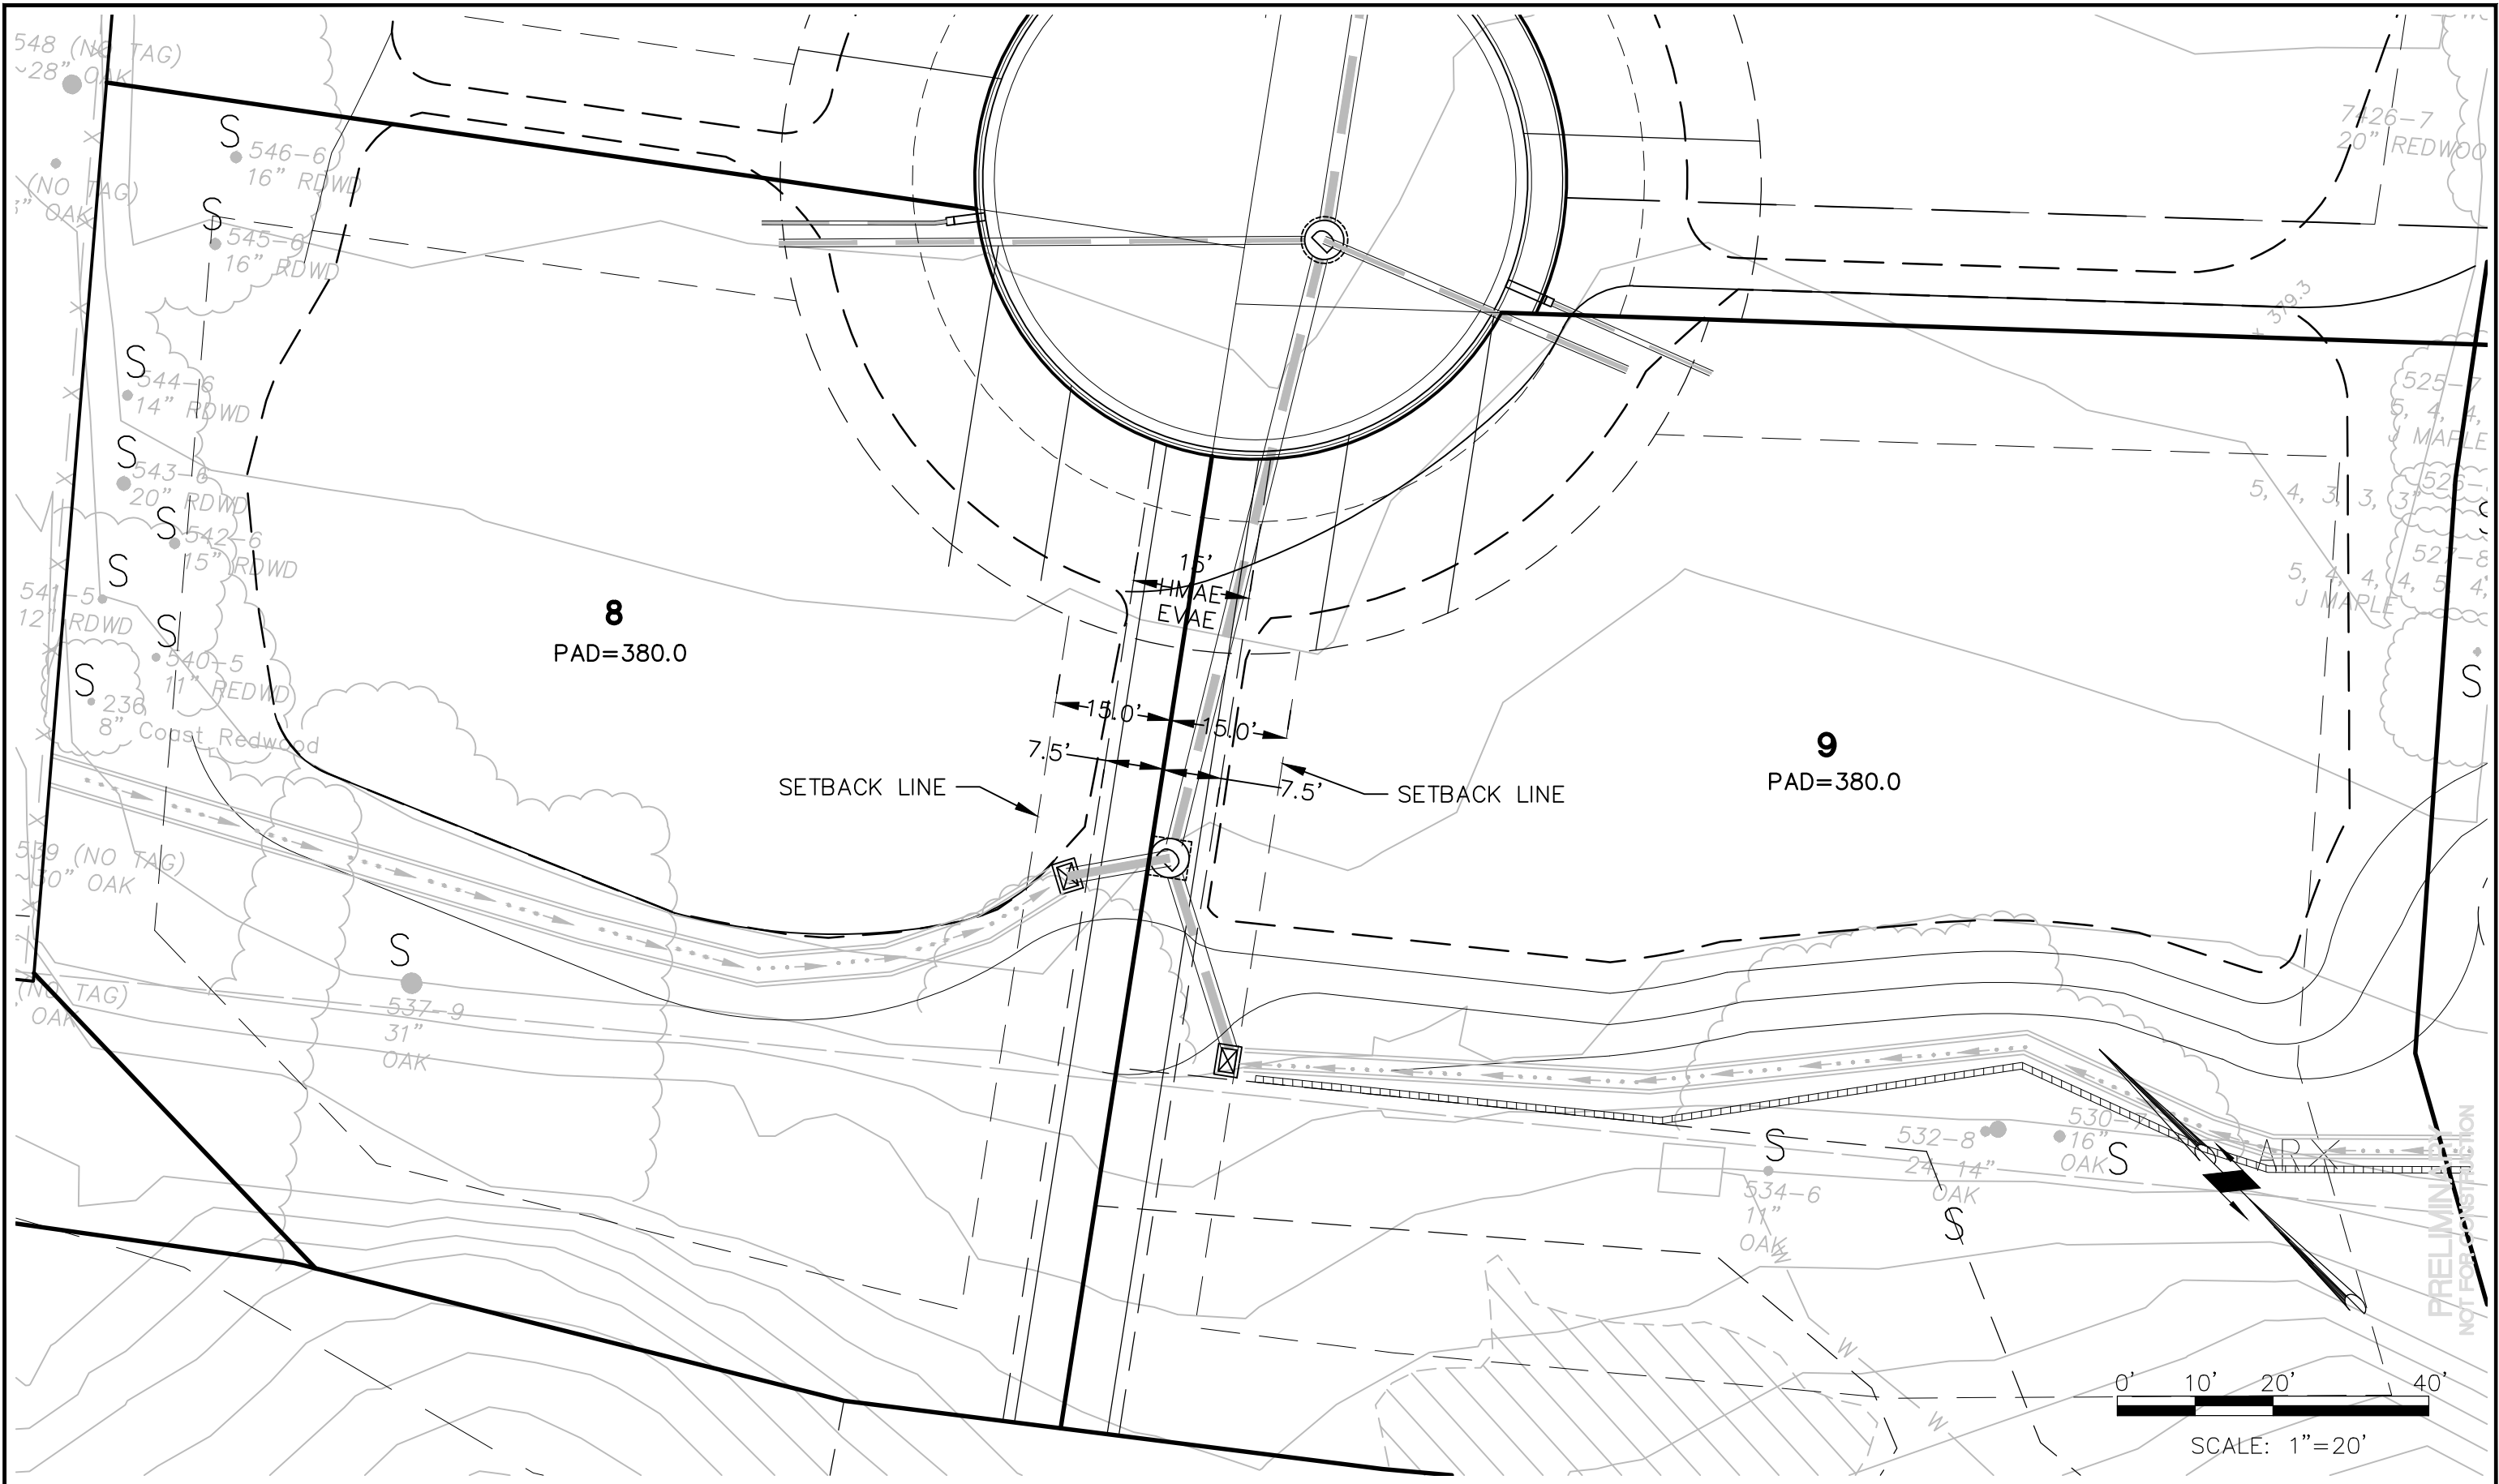 548 (NO TAG)
~28" OAK
S
546-6
16" RDWD
(NO TAG)
OAK
S
545-6
16" RDWD
S
544-6
14" RDWD
S
543-6
20" RDWD
S
542-6
15" RDWD
S
541-5
12" RDWD
S
540-5
11" REDWD
S
236
8" Coast Redwood
539 (NO TAG)
~30" OAK
S
537-9
31"
OAK
(NO TAG)
OAK
8
PAD=380.0
15'
HMAE
EVAE
15.0'
15.0'
7.5'
7.5'
SETBACK LINE
SETBACK LINE
9
PAD=380.0
7426-7
20"
x 379.3
525-7
5, 4, 4,
J MAPLE
S
5, 4, 3, 3, 3"
527-8
5, 4, 4, 4, 5, 4,
J MAPLE
S
S
534-6
11"
OAK
532-8
24, 14"
OAK
S
530-7
16"
OAK
S
ARX
W
W
W
PRELIMINARY
NOT FOR CONSTRUCTION
0' 10' 20' 40'
SCALE: 1"=20'